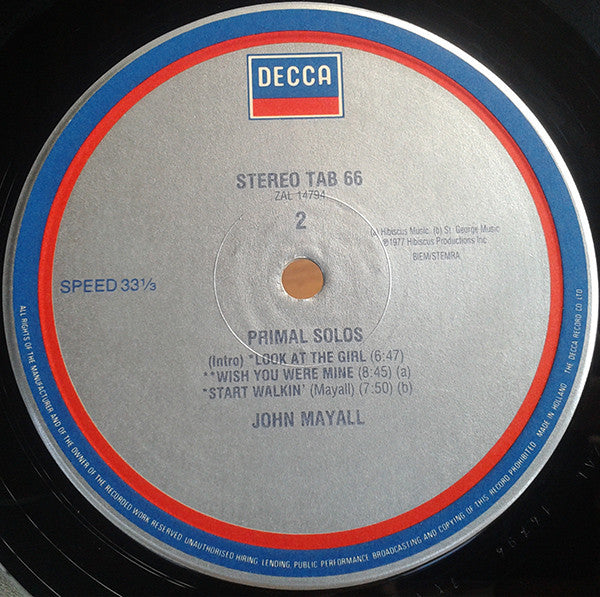 DECCA
STEREO TAB 66
ZAL 14794
2
(a) Hibiscus Music. (b) St. George Music
℗1977 Hibiscus Productions Inc
BIEM/STEMRA
SPEED 33⅓
PRIMAL SOLOS
(Intro) *LOOK AT THE GIRL (6:47)
**WISH YOU WERE MINE (8:45) (a)
*START WALKIN' (Mayall) (7:50) (b)
JOHN MAYALL
ALL RIGHTS OF THE MANUFACTURER AND OF THE OWNER OF THE RECORDED WORK RESERVED UNAUTHORISED HIRING, LENDING, PUBLIC PERFORMANCE, BROADCASTING AND COPYING OF THIS RECORD PROHIBITED MADE IN HOLLAND THE DECCA RECORD CO LTD